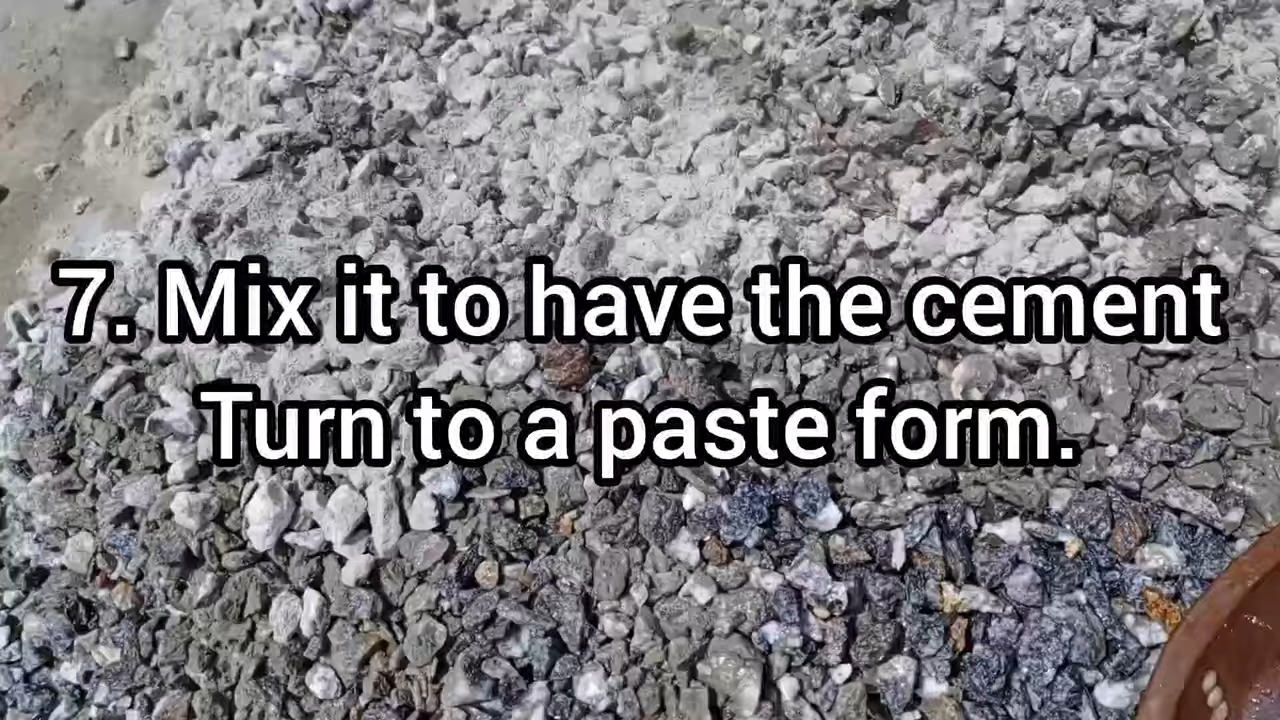 7. Mix it to have the cement
Turn to a paste form.